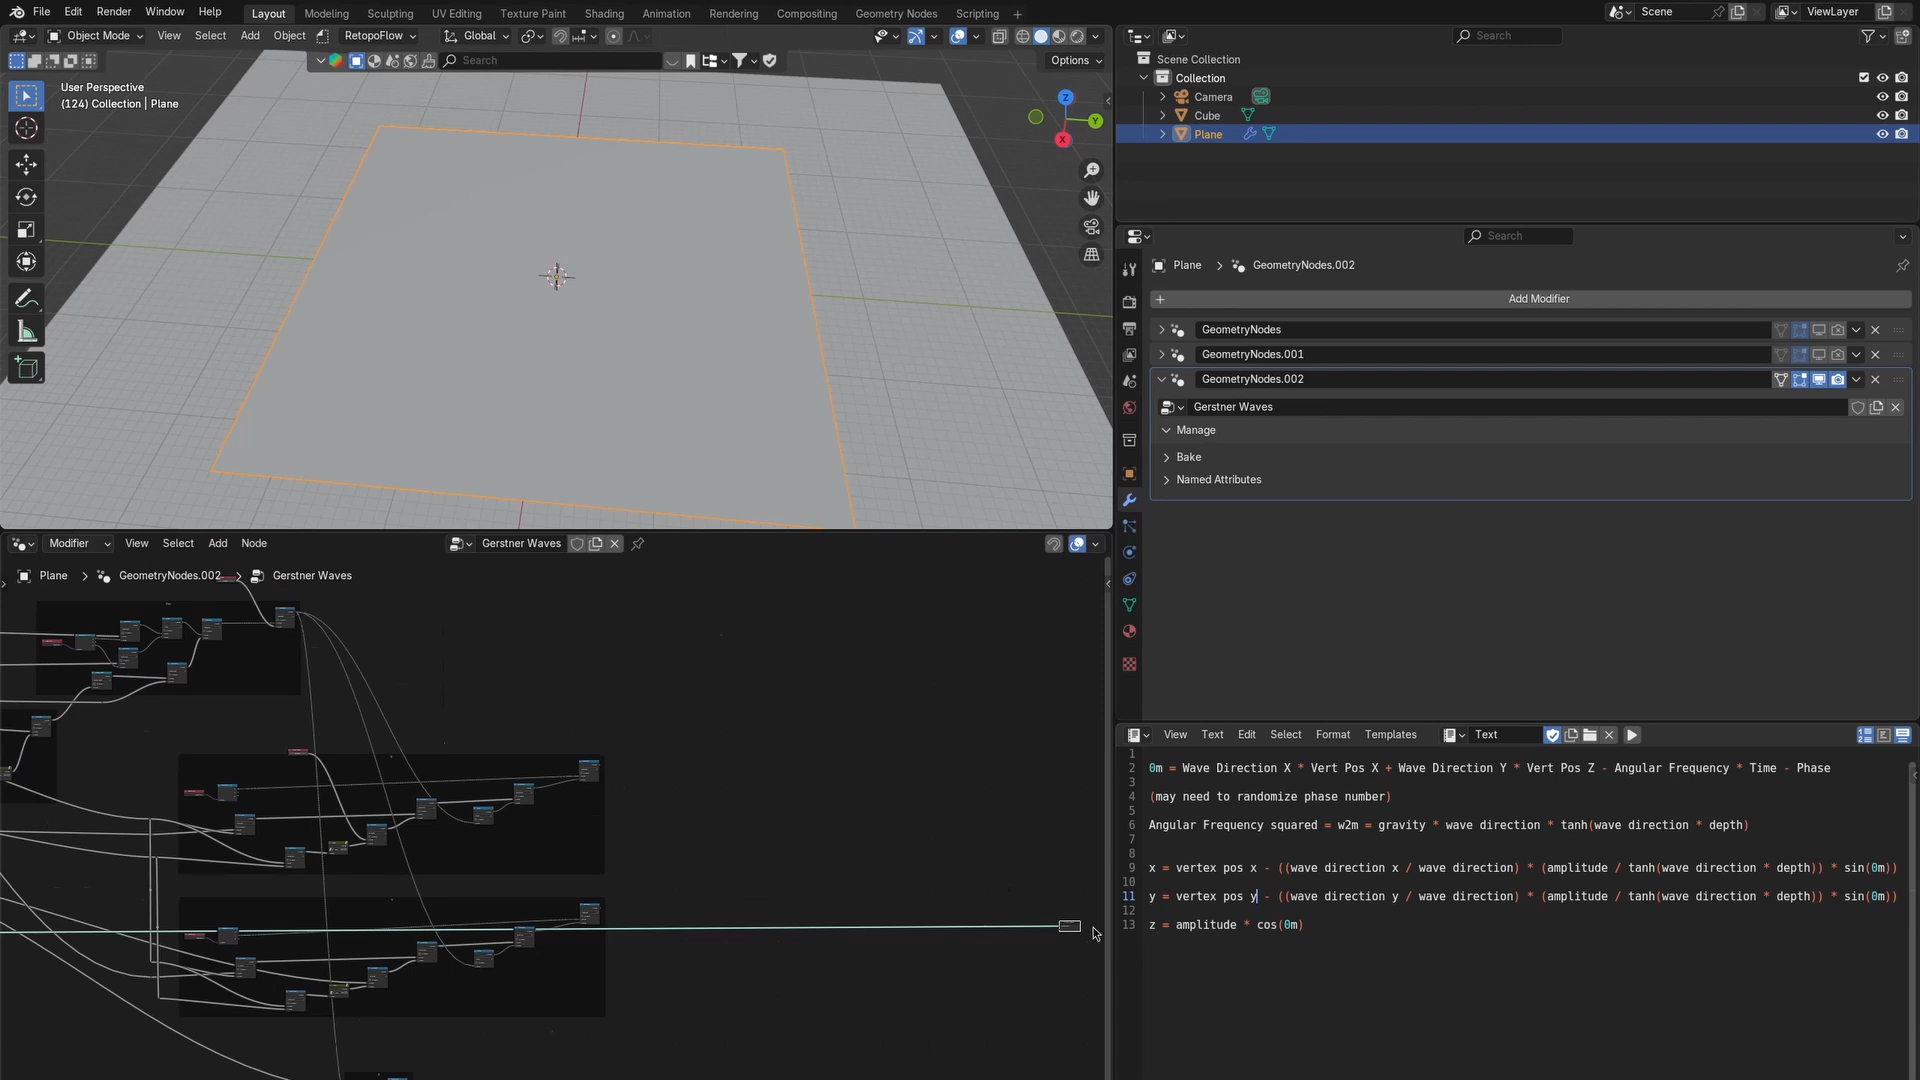 File Edit Render Window Help Layout Modeling Sculpting UV Editing Texture Paint Shading Animation Rendering Compositing Geometry Nodes Scripting + Scene ViewLayer
Object Mode View Select Add Object RetopoFlow Global
Search
Search Options
User Perspective
(124) Collection | Plane
Z
Y
X
Scene Collection
Collection
Camera
Cube
Plane
Search
Plane > GeometryNodes.002
+ Add Modifier
GeometryNodes
GeometryNodes.001
GeometryNodes.002
Gerstner Waves
Manage
Bake
Named Attributes
Modifier View Select Add Node Gerstner Waves
Plane > GeometryNodes.002 > Gerstner Waves
View Text Edit Select Format Templates Text
1
2 0m = Wave Direction X * Vert Pos X + Wave Direction Y * Vert Pos Z - Angular Frequency * Time - Phase
3
4 (may need to randomize phase number)
5
6 Angular Frequency squared = w2m = gravity * wave direction * tanh(wave direction * depth)
7
8
9 x = vertex pos x - ((wave direction x / wave direction) * (amplitude / tanh(wave direction * depth)) * sin(0m))
10
11 y = vertex pos y - ((wave direction y / wave direction) * (amplitude / tanh(wave direction * depth)) * sin(0m))
12
13 z = amplitude * cos(0m)